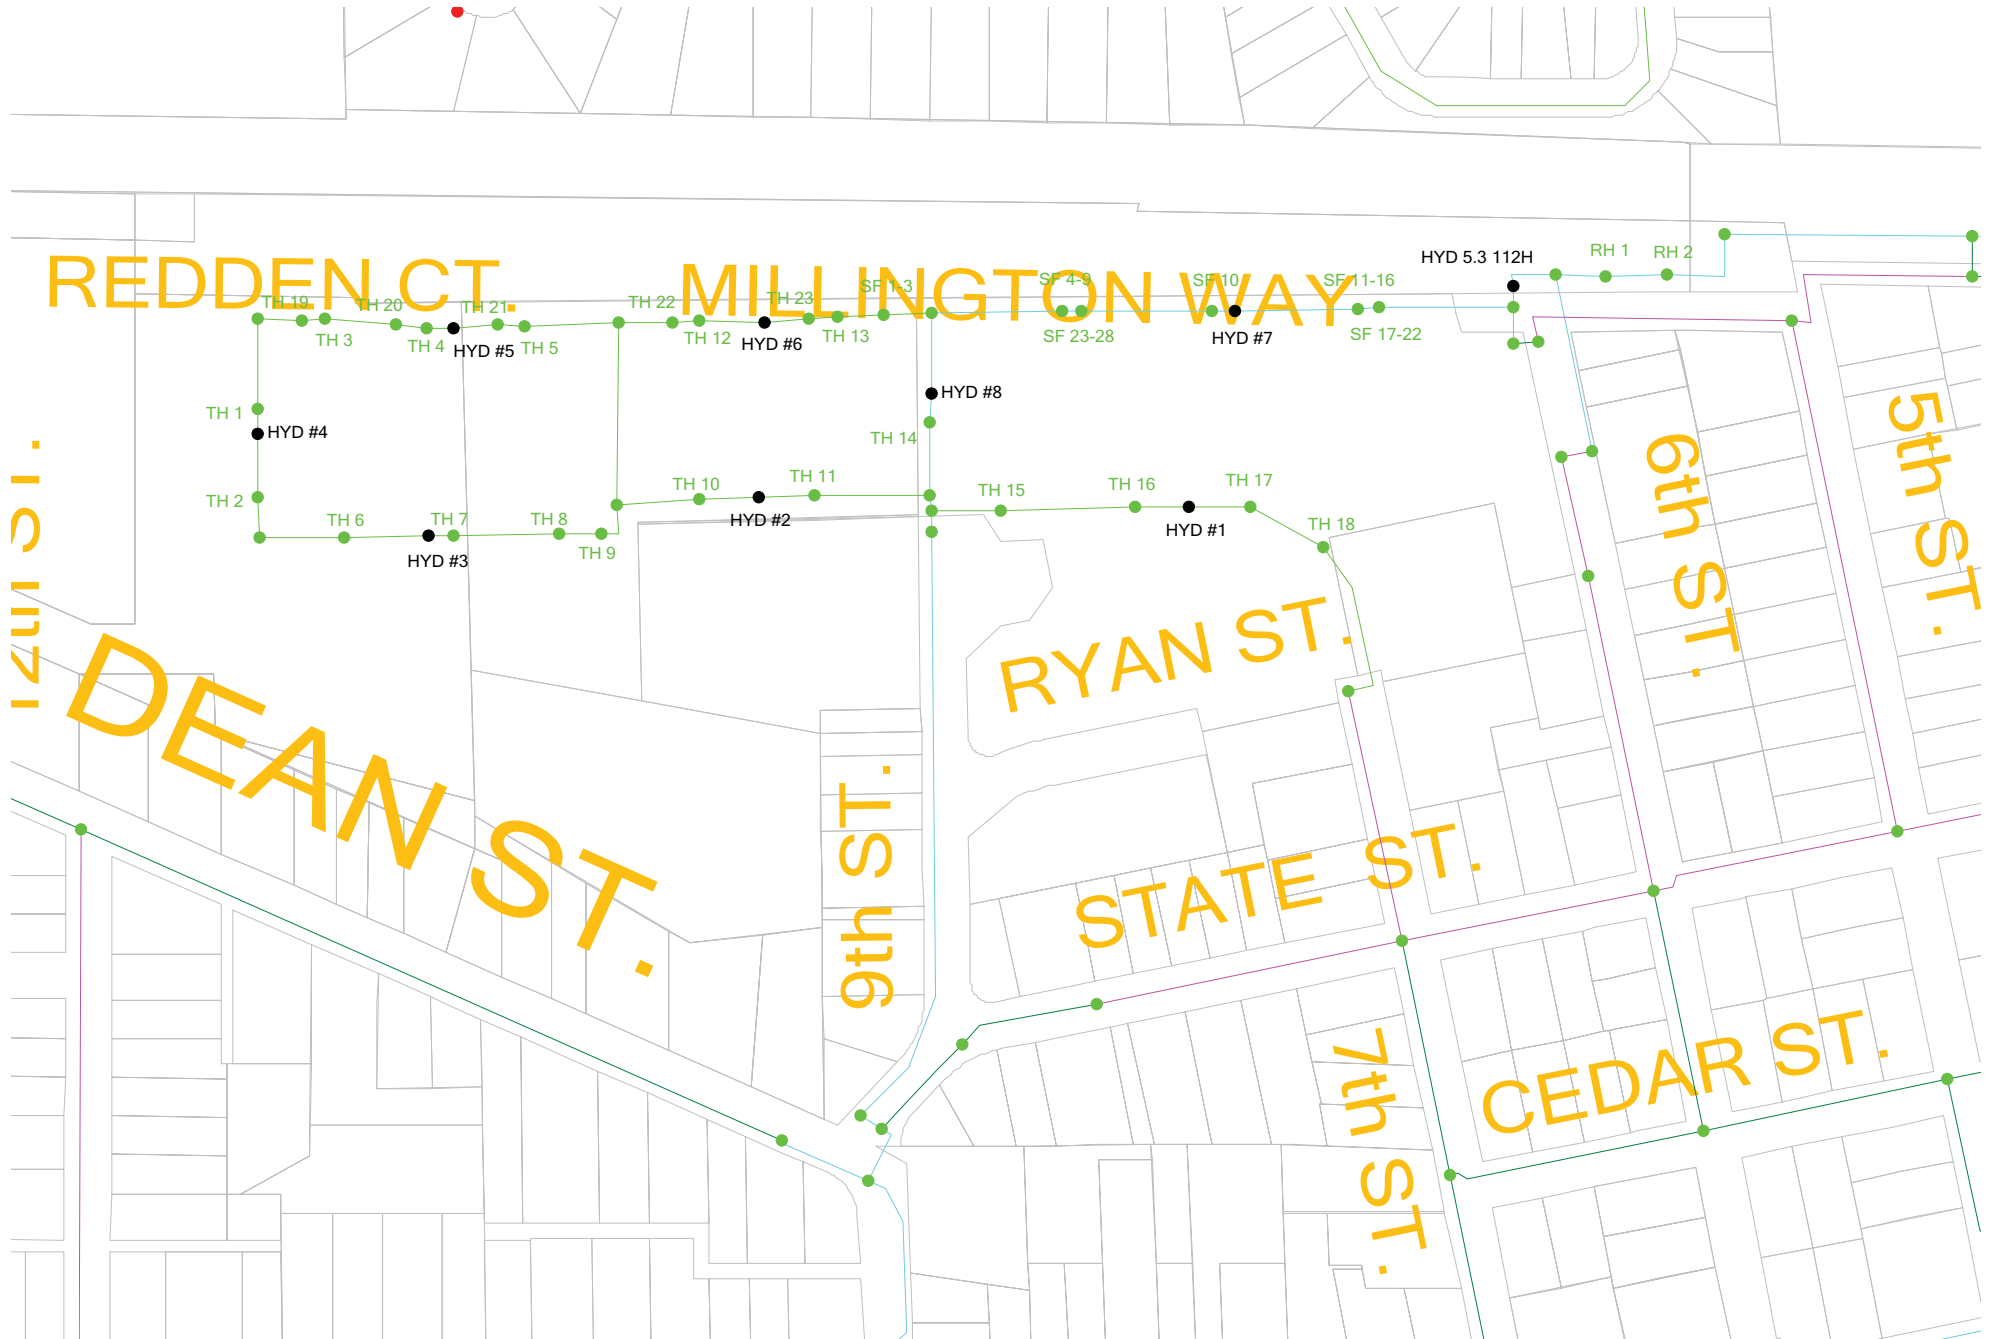 HYD 5.3 112H
RH 1
RH 2
REDDEN CT.
MILLINGTON WAY
SF 1-3
SF 4-9
SF 10
SF 11-16
TH 19
TH 20
TH 21
TH 22
TH 23
TH 3
TH 4
HYD #5
TH 5
TH 12
HYD #6
TH 13
SF 23-28
HYD #7
SF 17-22
TH 1
HYD #4
HYD #8
TH 14
TH 2
TH 6
TH 7
HYD #3
TH 8
TH 9
TH 10
HYD #2
TH 11
TH 15
TH 16
HYD #1
TH 17
TH 18
5th ST.
6th ST.
12th ST.
RYAN ST.
DEAN ST.
9th ST.
STATE ST.
7th ST.
CEDAR ST.